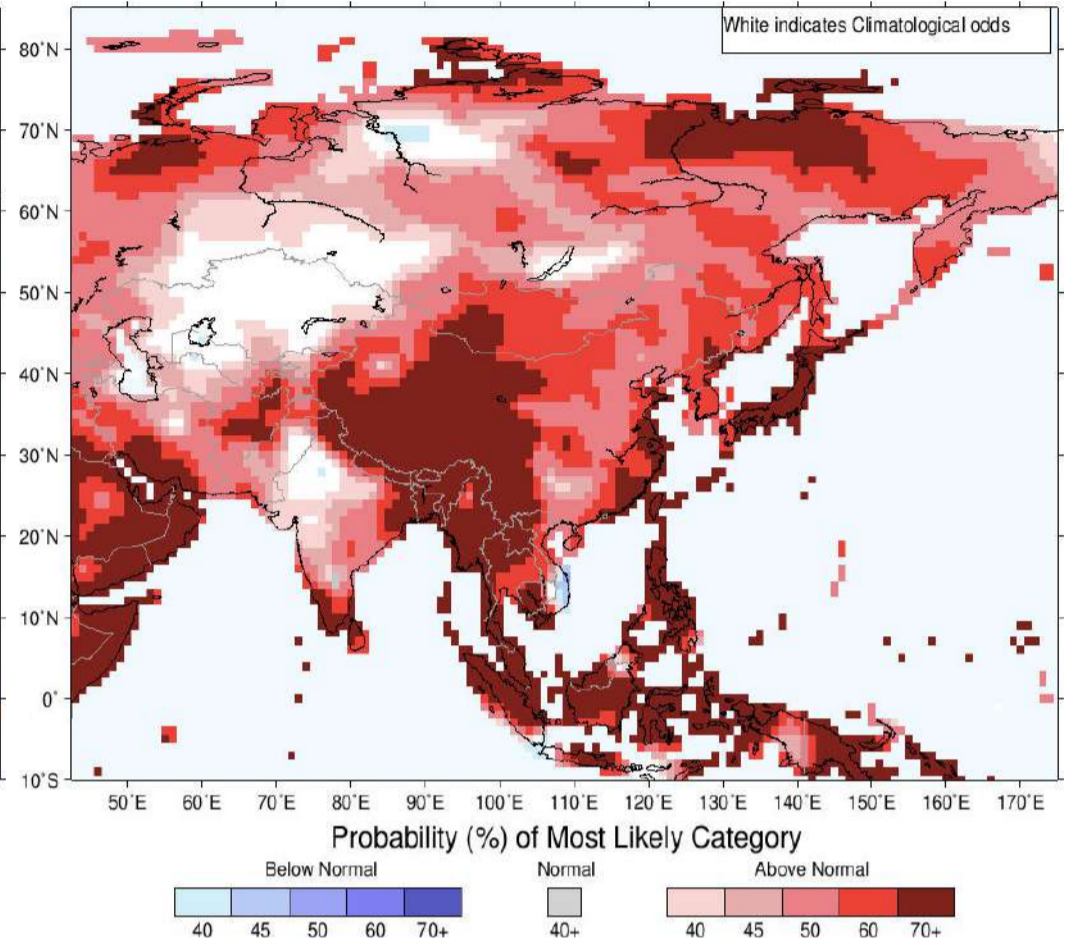 White indicates Climatological odds
80°N
70°N
60°N
50°N
40°N
30°N
20°N
10°N
0°
10°S
50°E 60°E 70°E 80°E 90°E 100°E 110°E 120°E 130°E 140°E 150°E 160°E 170°E
Probability (%) of Most Likely Category
Below Normal Normal Above Normal
40 45 50 60 70+ 40+ 40 45 50 60 70+